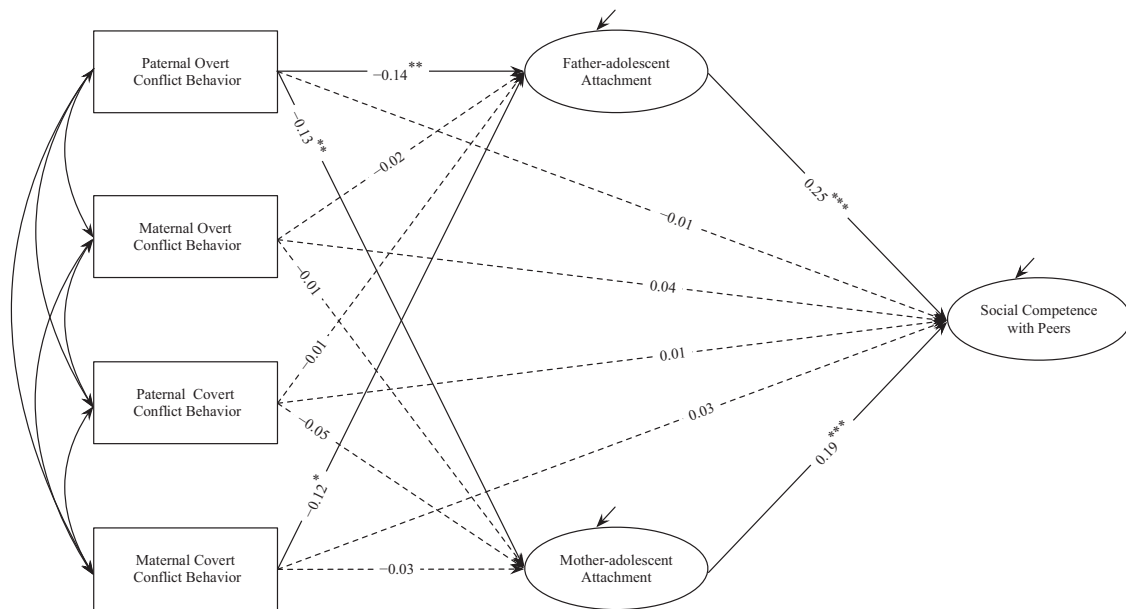 Paternal Overt
Conflict Behavior
−0.14**
Father-adolescent
Attachment
−0.13**
−0.02
0.25***
−0.01
Maternal Overt
Conflict Behavior
−0.01
0.04
Social Competence
with Peers
−0.01
0.01
Paternal Covert
Conflict Behavior
−0.05
0.03
0.19***
−0.12*
Maternal Covert
Conflict Behavior
−0.03
Mother-adolescent
Attachment